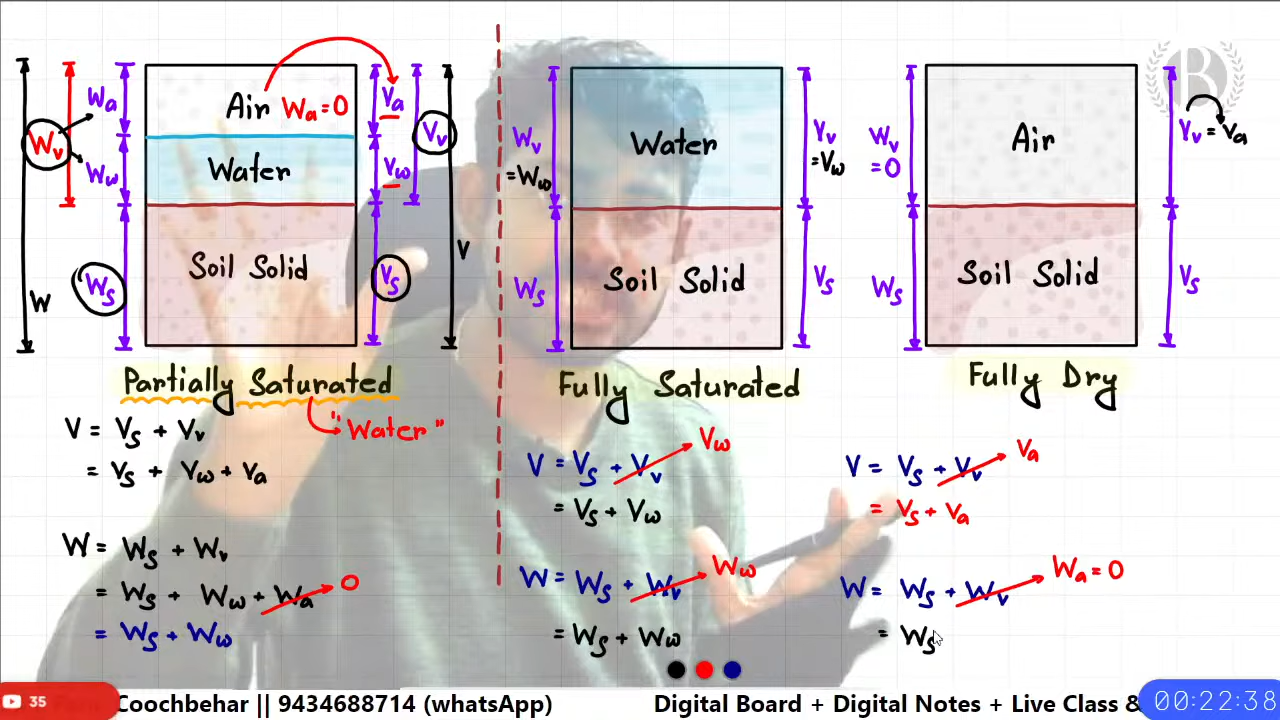 Wa
Wv
Ww
Ws
W
Air Wa=0
Water
Soil Solid
Va
Vw
Vv
Vs
V
Partially Saturated
"Water"
V = Vs + Vv
= Vs + Vw + Va
W = Ws + Wv
= Ws + Ww + Wa 0
= Ws + Ww
Wv
=Ww
Ws
Water
Soil Solid
Vv
=Vw
Vs
Fully Saturated
V = Vs + Vv Vw
= Vs + Vw
W = Ws + Wv Ww
= Ws + Ww
Wv
=0
Ws
Air
Soil Solid
Vv = Va
Vs
Fully Dry
V = Vs + Vv Va
= Vs + Va
W = Ws + Wv Wa=0
= Ws
B
35
Coochbehar || 9434688714 (whatsApp)
Digital Board + Digital Notes + Live Class &
00:22:38